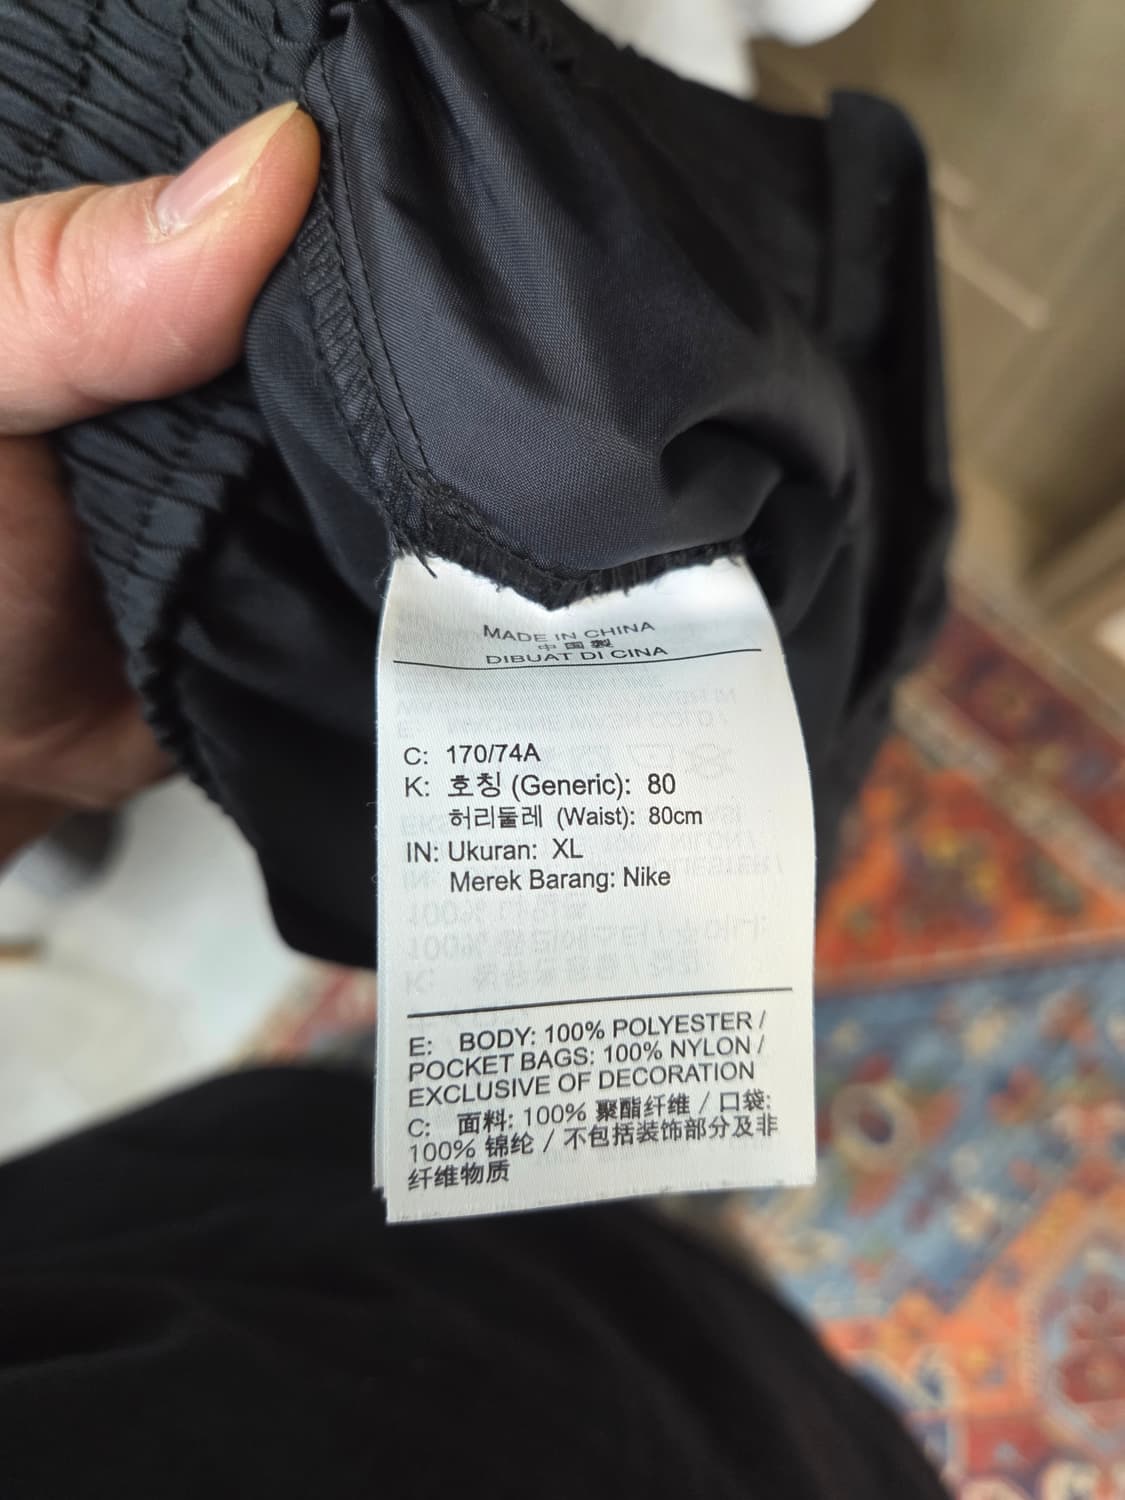 MADE IN CHINA
中国製
DIBUAT DI CINA
C: 170/74A
K: 호칭 (Generic): 80
허리둘레 (Waist): 80cm
IN: Ukuran: XL
Merek Barang: Nike
E: BODY: 100% POLYESTER /
POCKET BAGS: 100% NYLON /
EXCLUSIVE OF DECORATION
C: 面料: 100% 聚酯纤维 / 口袋:
100% 锦纶 / 不包括装饰部分及非
纤维物质